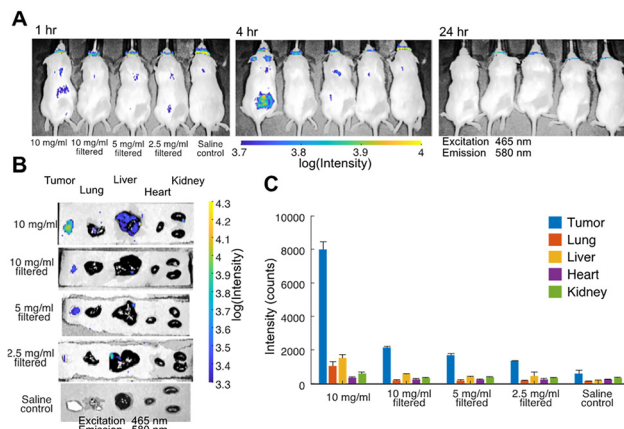 A
1 hr
4 hr
24 hr
10 mg/ml
10 mg/ml filtered
5 mg/ml filtered
2.5 mg/ml filtered
Saline control
3.7 3.8 3.9 4
log(Intensity)
Excitation 465 nm
Emission 580 nm
B
Tumor Lung Liver Heart Kidney
10 mg/ml
10 mg/ml filtered
5 mg/ml filtered
2.5 mg/ml filtered
Saline control
4.3
4.2
4.1
4
3.9
3.8
3.7
3.6
3.5
3.4
3.3
log(Intensity)
Excitation 465 nm
Emission 580 nm
C
10000
8000
6000
4000
2000
0
Intensity (counts)
Tumor
Lung
Liver
Heart
Kidney
10 mg/ml
10 mg/ml filtered
5 mg/ml filtered
2.5 mg/ml filtered
Saline control